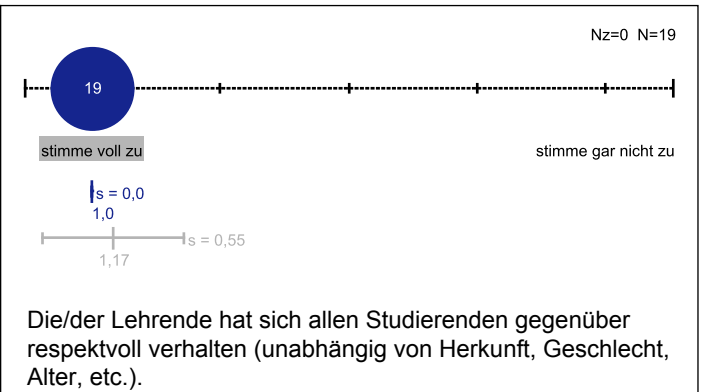 Nz=0 N=19
19
stimme voll zu
stimme gar nicht zu
s = 0,0
1,0
s = 0,55
1,17
Die/der Lehrende hat sich allen Studierenden gegenüber
respektvoll verhalten (unabhängig von Herkunft, Geschlecht,
Alter, etc.).